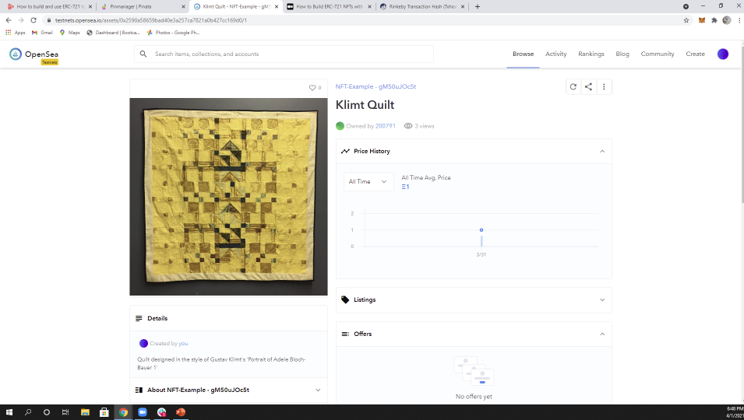 How to build and use ERC-721 t
Pinmanager | Pinata
Klimt Quilt - NFT-Example - gM5
How to Build ERC-721 NFTs with
Rinkeby Transaction Hash (Txhas
testnets.opensea.io/assets/0x2590a58659bad40e3a257ca7821a0b427cc169d0/1
Apps
Gmail
Maps
Dashboard | Bootca...
Photos - Google Ph...
OpenSea
Testnets
Search items, collections, and accounts
Browse
Activity
Rankings
Blog
Community
Create
0
NFT-Example - gM50uJOc5t
Klimt Quilt
Owned by 200791
3 views
Price History
All Time
All Time Avg. Price
Ξ1
2
1
0
3/31
Listings
Offers
No offers yet
Details
Created by you
Quilt designed in the style of Gustav Klimt's 'Portrait of Adele Bloch-
Bauer 1'
About NFT-Example - gM50uJOc5t
8:40 PM
4/1/2021